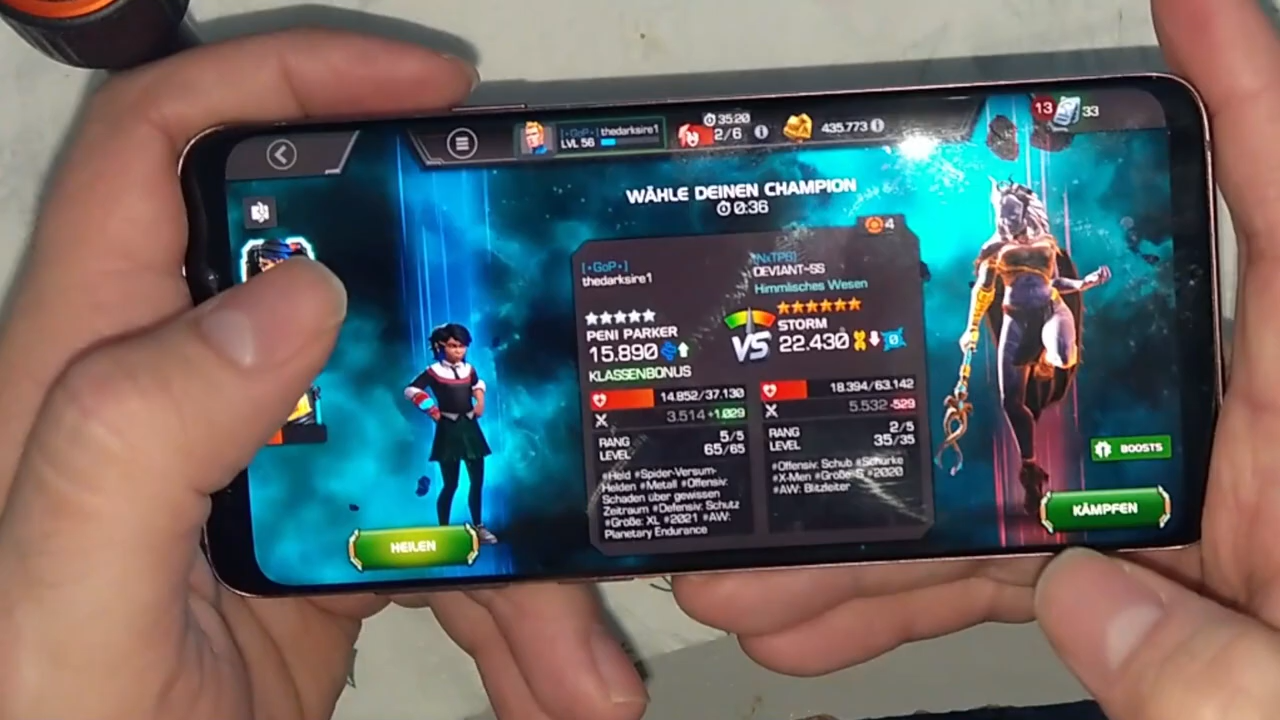 [•GoP•] thedarksire1
LVL 56
35:20
2/6
435.773
13
33
WÄHLE DEINEN CHAMPION
0:36
4
[•GoP•]
thedarksire1
DEVIANT-SS
Himmlisches Wesen
PENI PARKER
15.890
KLASSENBONUS
VS
STORM
22.430
0
14.852/37.130
3.514 +1.029
RANG 5/5
LEVEL 65/65
18.394/63.142
5.532 -529
RANG 2/5
LEVEL 35/35
#Held #Spider-Versum-
Helden #Metall #Offensiv:
Schaden über gewissen
Zeitraum #Defensiv: Schutz
#Größe: XL #2021 #AW:
Planetary Endurance
#Offensiv: Schub #Schurke
#X-Men #Größe: S #2020
#AW: Blitzleiter
HEILEN
BOOSTS
KÄMPFEN